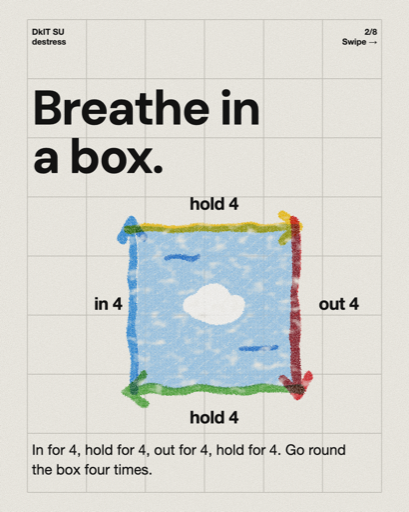 DkIT SU
destress
2/8
Swipe →
Breathe in
a box.
hold 4
in 4
out 4
hold 4
In for 4, hold for 4, out for 4, hold for 4. Go round
the box four times.